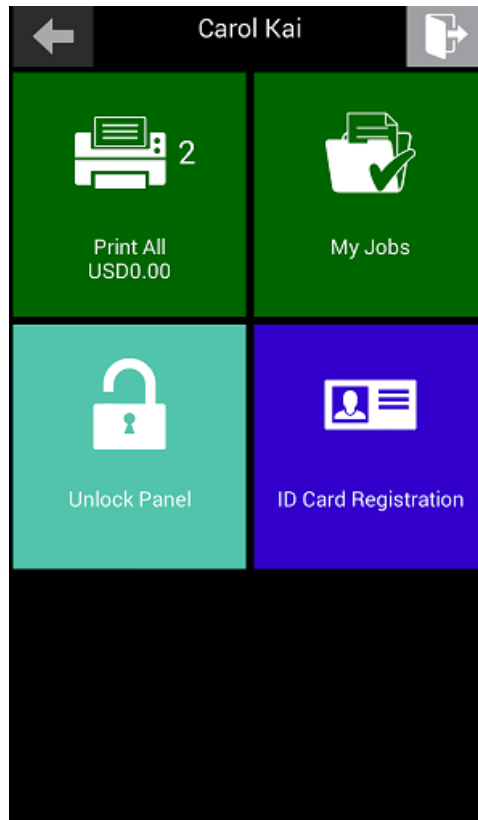 Carol Kai
2
Print All
USD0.00
My Jobs
Unlock Panel
ID Card Registration